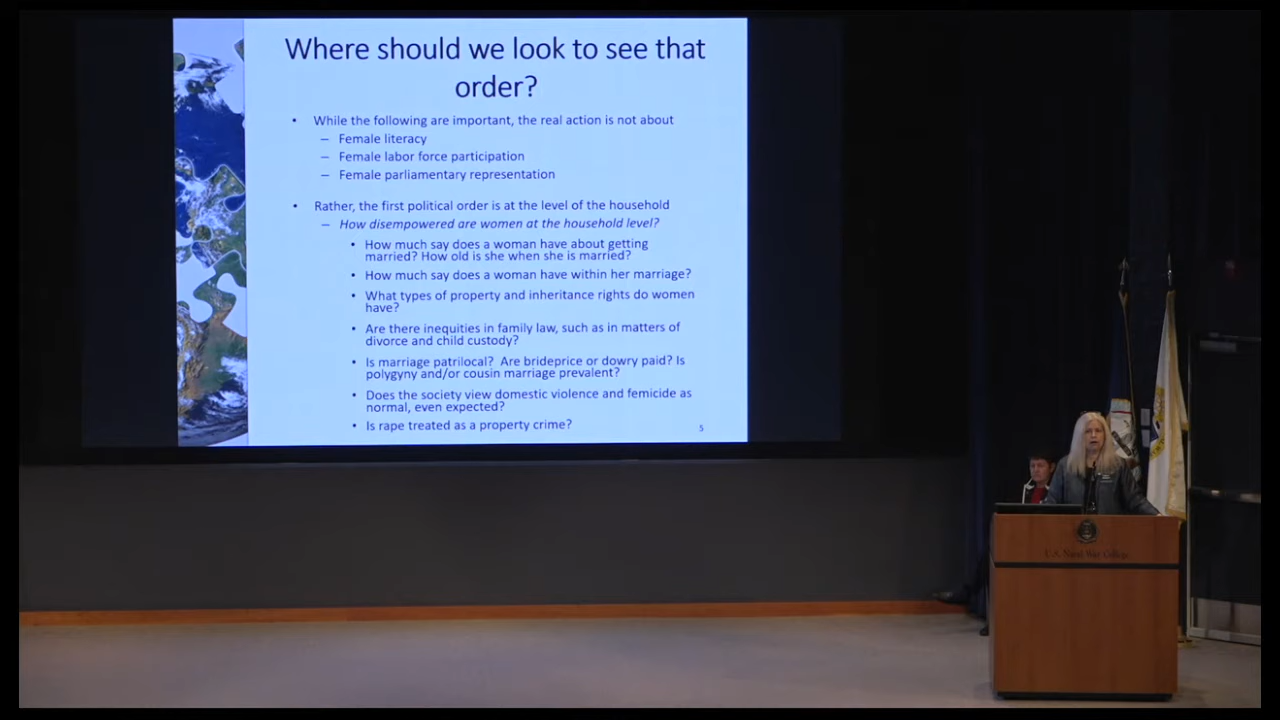 Where should we look to see that
order?
• While the following are important, the real action is not about
– Female literacy
– Female labor force participation
– Female parliamentary representation
• Rather, the first political order is at the level of the household
– How disempowered are women at the household level?
• How much say does a woman have about getting
married? How old is she when she is married?
• How much say does a woman have within her marriage?
• What types of property and inheritance rights do women
have?
• Are there inequities in family law, such as in matters of
divorce and child custody?
• Is marriage patrilocal? Are brideprice or dowry paid? Is
polygyny and/or cousin marriage prevalent?
• Does the society view domestic violence and femicide as
normal, even expected?
• Is rape treated as a property crime?
5
U.S. Naval War College